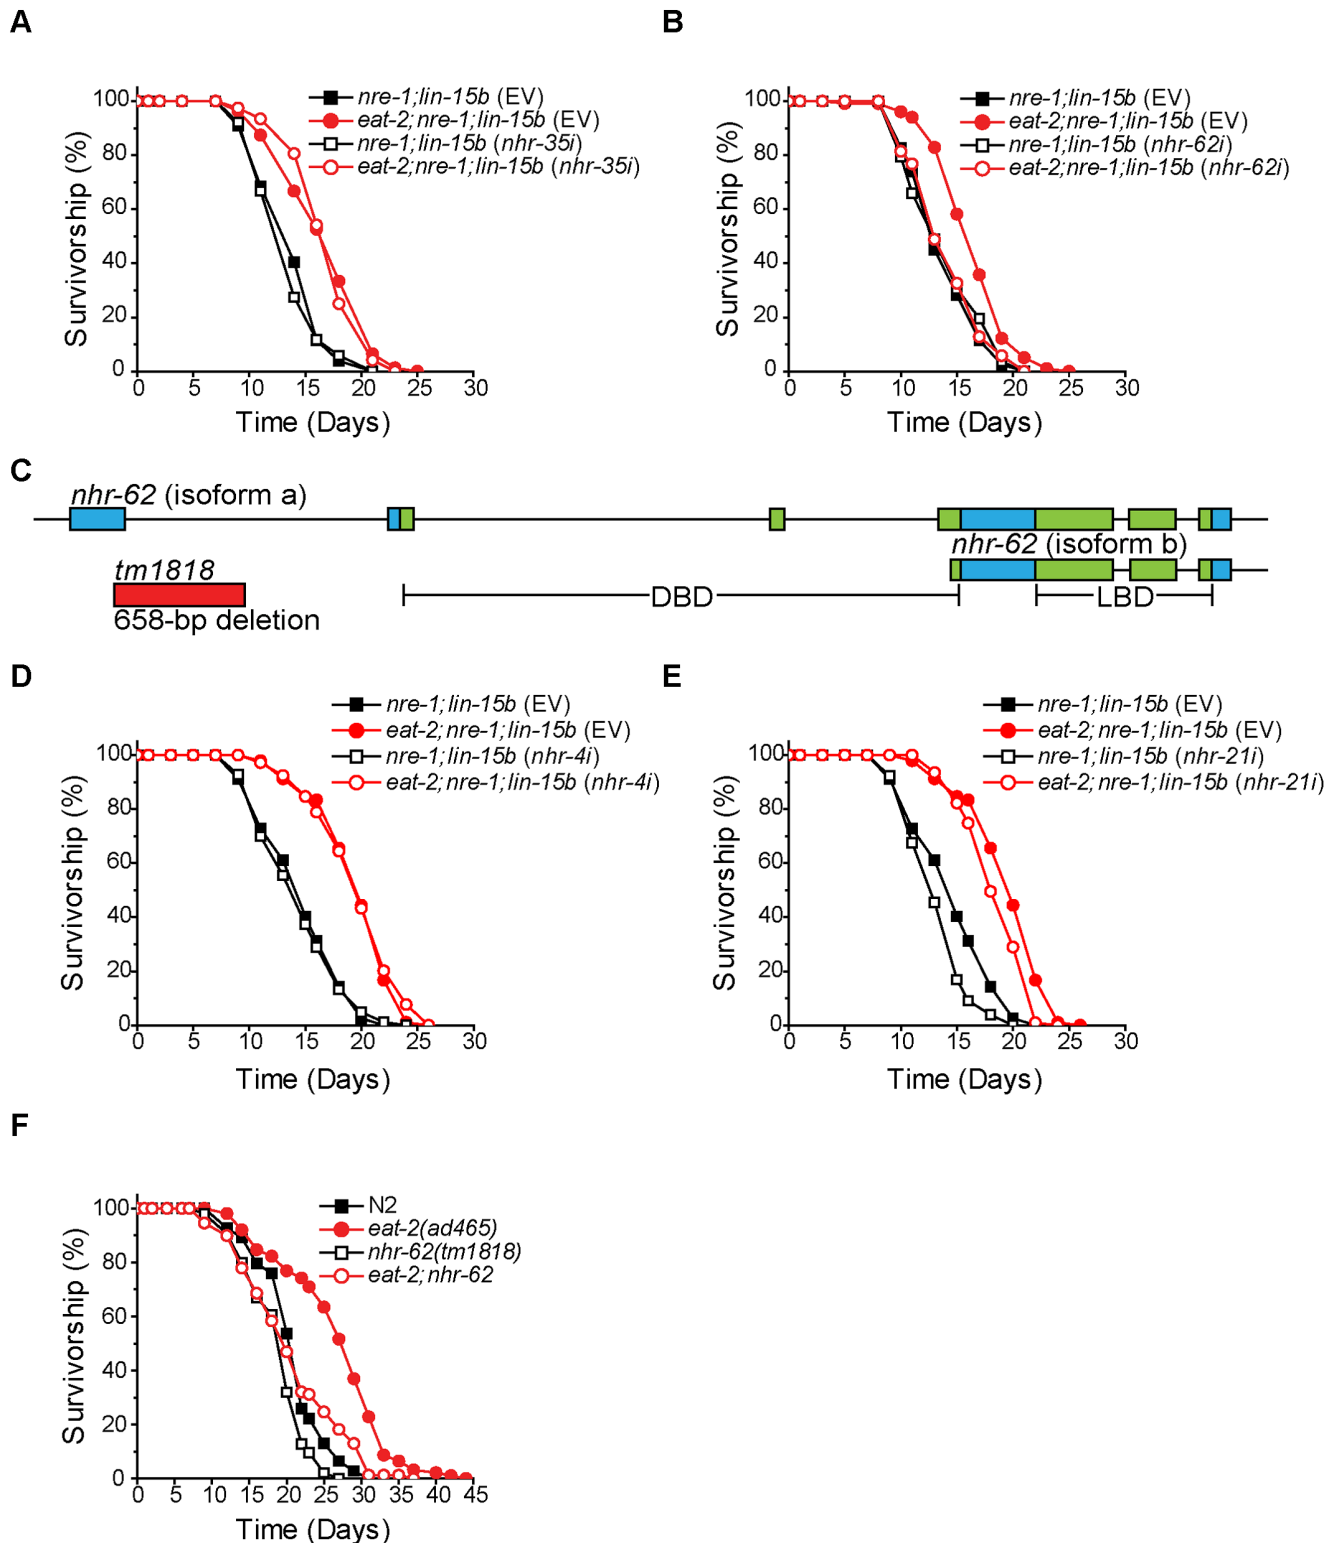 A
nre-1;lin-15b (EV)
eat-2;nre-1;lin-15b (EV)
nre-1;lin-15b (nhr-35i)
eat-2;nre-1;lin-15b (nhr-35i)
Survivorship (%)
100
80
60
40
20
0
0 5 10 15 20 25 30
Time (Days)
B
nre-1;lin-15b (EV)
eat-2;nre-1;lin-15b (EV)
nre-1;lin-15b (nhr-62i)
eat-2;nre-1;lin-15b (nhr-62i)
Survivorship (%)
100
80
60
40
20
0
0 5 10 15 20 25 30
Time (Days)
C
nhr-62 (isoform a)
nhr-62 (isoform b)
tm1818
DBD
LBD
658-bp deletion
D
nre-1;lin-15b (EV)
eat-2;nre-1;lin-15b (EV)
nre-1;lin-15b (nhr-4i)
eat-2;nre-1;lin-15b (nhr-4i)
Survivorship (%)
100
80
60
40
20
0
0 5 10 15 20 25 30
Time (Days)
E
nre-1;lin-15b (EV)
eat-2;nre-1;lin-15b (EV)
nre-1;lin-15b (nhr-21i)
eat-2;nre-1;lin-15b (nhr-21i)
Survivorship (%)
100
80
60
40
20
0
0 5 10 15 20 25 30
Time (Days)
F
N2
eat-2(ad465)
nhr-62(tm1818)
eat-2;nhr-62
Survivorship (%)
100
80
60
40
20
0
0 5 10 15 20 25 30 35 40 45
Time (Days)